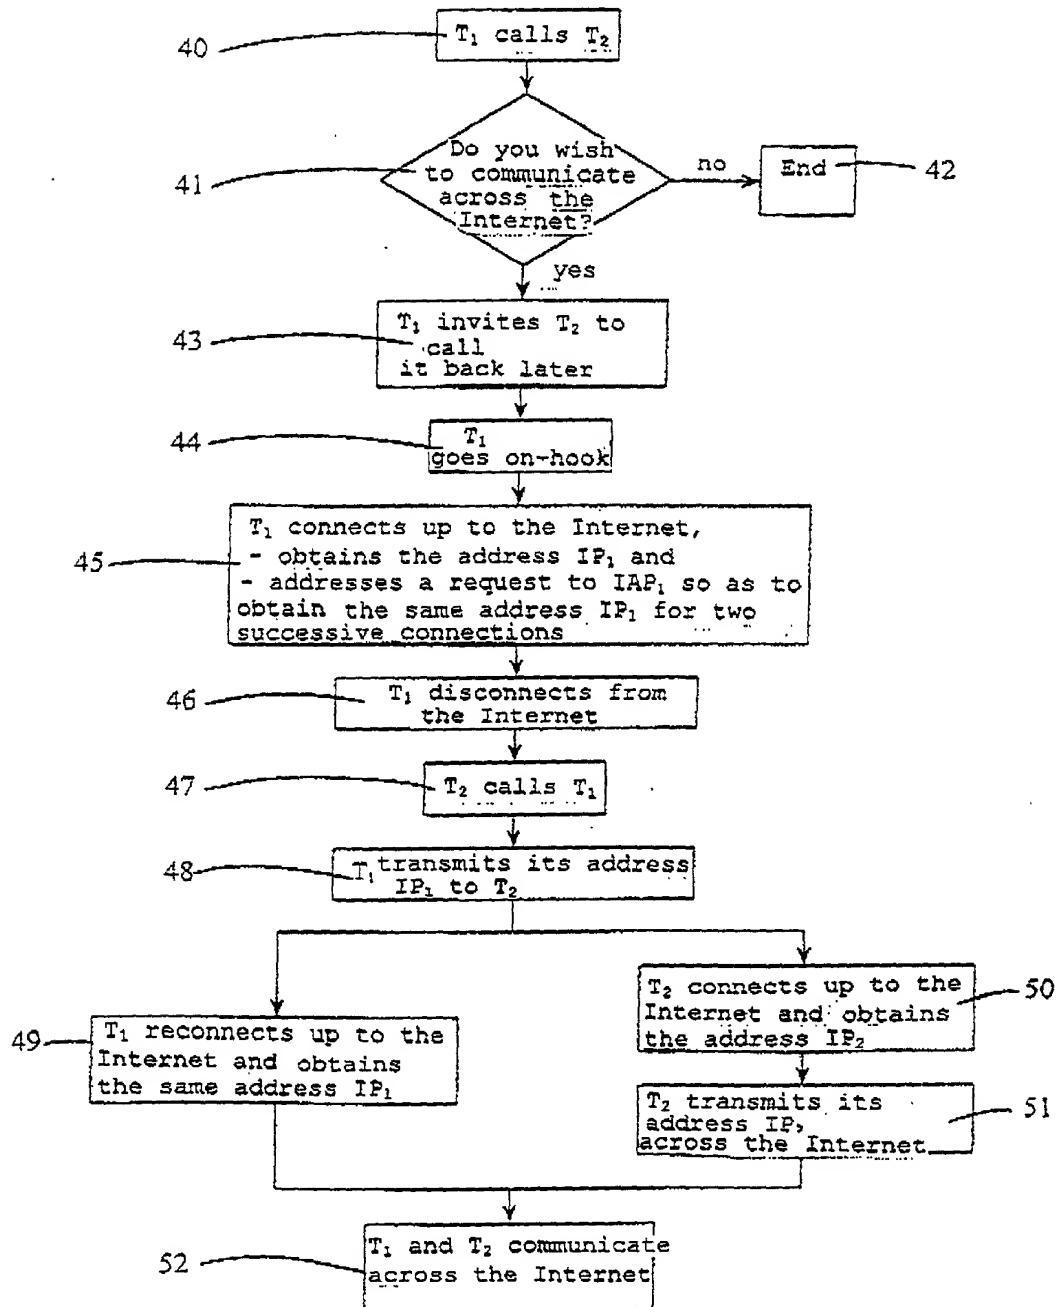 40
T₁ calls T₂
41
Do you wish
to communicate
across the
Internet?
no
End
42
yes
43
T₁ invites T₂ to
call
it back later
44
T₁
goes on-hook
45
T₁ connects up to the Internet,
- obtains the address IP₁ and
- addresses a request to IAP₁ so as to
obtain the same address IP₁ for two
successive connections
46
T₁ disconnects from
the Internet
47
T₂ calls T₁
48
T₁ transmits its address
IP₁ to T₂
49
T₁ reconnects up to the
Internet and obtains
the same address IP₁
T₂ connects up to the
Internet and obtains
the address IP₂
50
T₂ transmits its
address IP₂
across the Internet
51
52
T₁ and T₂ communicate
across the Internet